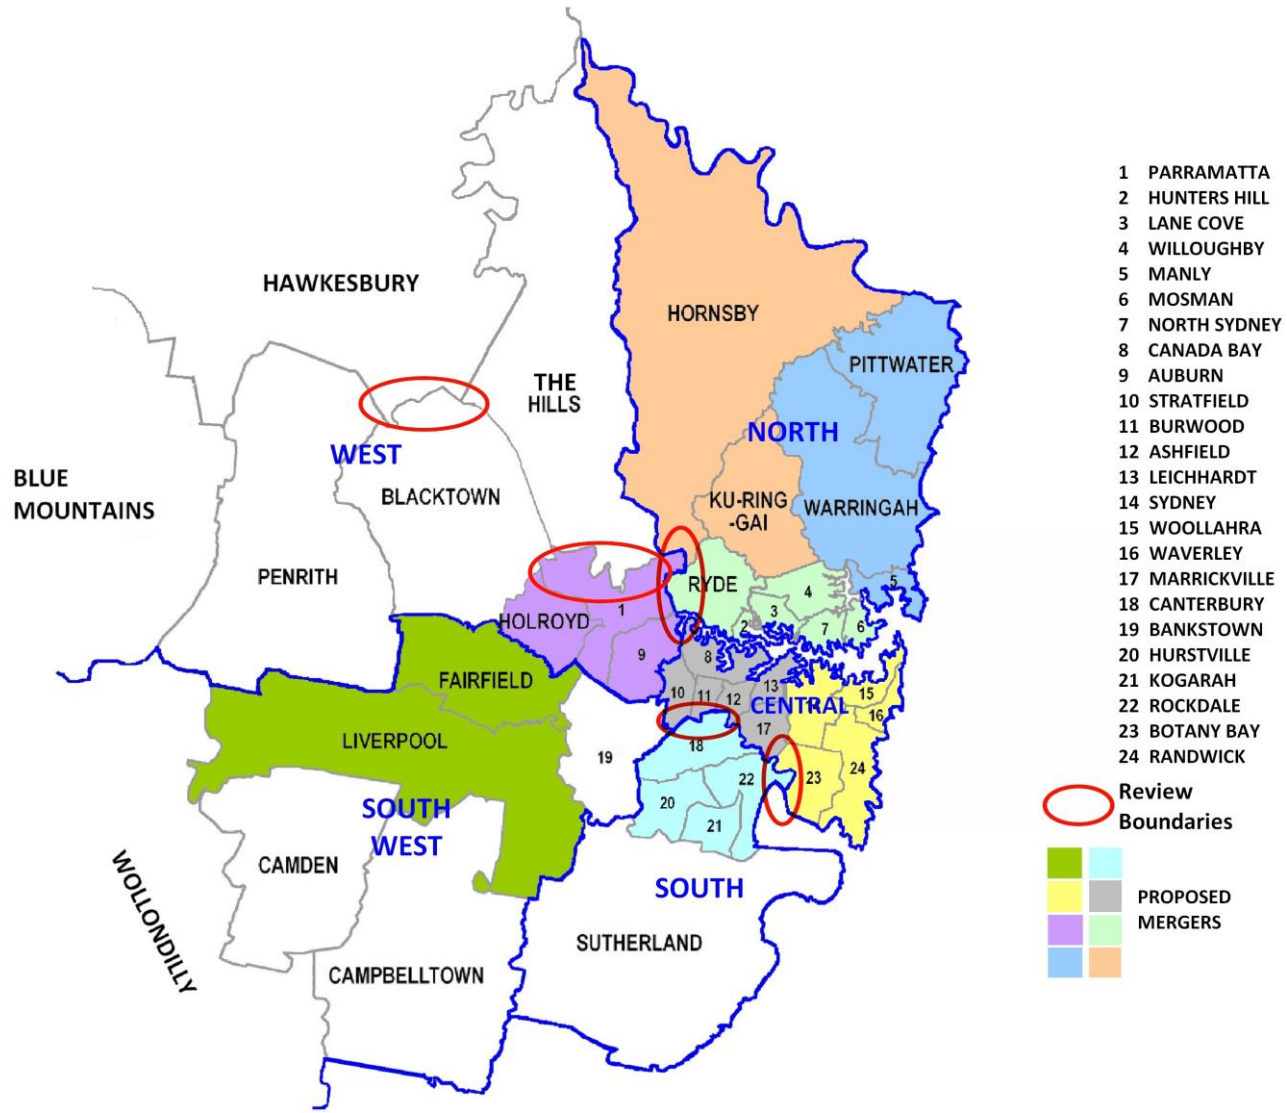 HAWKESBURY
HORNSBY
PITTWATER
THE
HILLS
NORTH
WEST
BLUE
MOUNTAINS
BLACKTOWN
KU-RING
-GAI
WARRINGAH
PENRITH
RYDE
4
5
HOLROYD
1
3
2
7
6
9
8
FAIRFIELD
10
11
12
13
CENTRAL
15
16
LIVERPOOL
17
18
19
22
23
24
20
21
SOUTH
WEST
CAMDEN
WOLLONDILLY
SOUTH
SUTHERLAND
CAMPBELLTOWN
1 PARRAMATTA
2 HUNTERS HILL
3 LANE COVE
4 WILLOUGHBY
5 MANLY
6 MOSMAN
7 NORTH SYDNEY
8 CANADA BAY
9 AUBURN
10 STRATFIELD
11 BURWOOD
12 ASHFIELD
13 LEICHHARDT
14 SYDNEY
15 WOOLLAHRA
16 WAVERLEY
17 MARRICKVILLE
18 CANTERBURY
19 BANKSTOWN
20 HURSTVILLE
21 KOGARAH
22 ROCKDALE
23 BOTANY BAY
24 RANDWICK
Review
Boundaries
PROPOSED
MERGERS